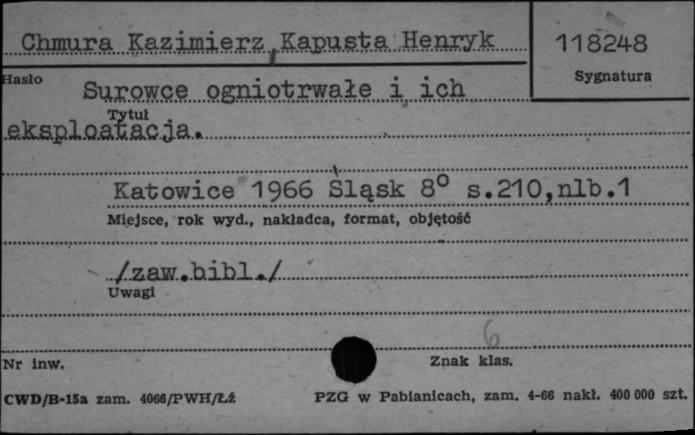 Chmura Kazimierz, Kapusta Henryk
118248
Hasło
Sygnatura
Surowce ogniotrwałe i ich
Tytuł
eksploatacja.
Katowice 1966 Śląsk 8° s.210,nlb.1
Miejsce, rok wyd., nakładca, format, objętość
/zaw.bibl./
Uwagi
6
Nr inw.
Znak klas.
CWD/B-15a zam. 4066/PWH/Łź
PZG w Pabianicach, zam. 4-66 nakł. 400 000 szt.